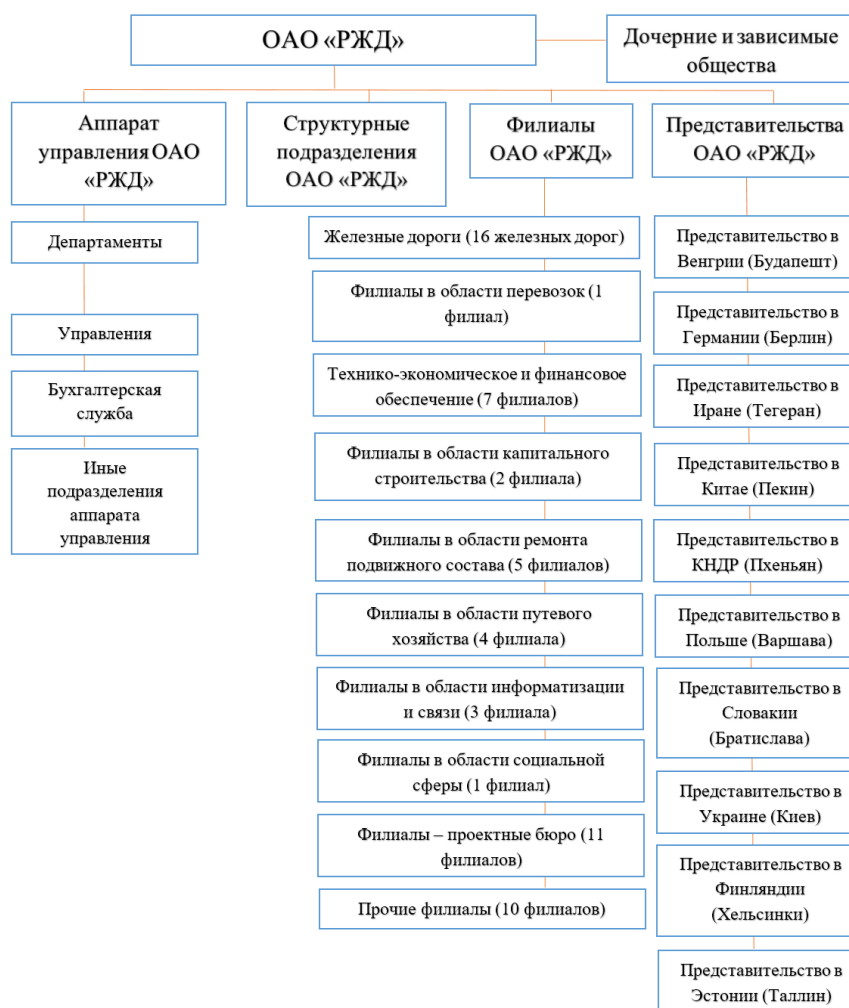 ОАО «РЖД»
Дочерние и зависимые
общества
Аппарат
управления ОАО
«РЖД»
Структурные
подразделения
ОАО «РЖД»
Филиалы
ОАО «РЖД»
Представительства
ОАО «РЖД»
Департаменты
Управления
Бухгалтерская
служба
Иные
подразделения
аппарата
управления
Железные дороги (16 железных дорог)
Филиалы в области перевозок (1
филиал)
Технико-экономическое и финансовое
обеспечение (7 филиалов)
Филиалы в области капитального
строительства (2 филиала)
Филиалы в области ремонта
подвижного состава (5 филиалов)
Филиалы в области путевого
хозяйства (4 филиала)
Филиалы в области информатизации
и связи (3 филиала)
Филиалы в области социальной
сферы (1 филиал)
Филиалы – проектные бюро (11
филиалов)
Прочие филиалы (10 филиалов)
Представительство в
Венгрии (Будапешт)
Представительство в
Германии (Берлин)
Представительство в
Иране (Тегеран)
Представительство в
Китае (Пекин)
Представительство в
КНДР (Пхеньян)
Представительство в
Польше (Варшава)
Представительство в
Словакии
(Братислава)
Представительство в
Украине (Киев)
Представительство в
Финляндии
(Хельсинки)
Представительство в
Эстонии (Таллин)